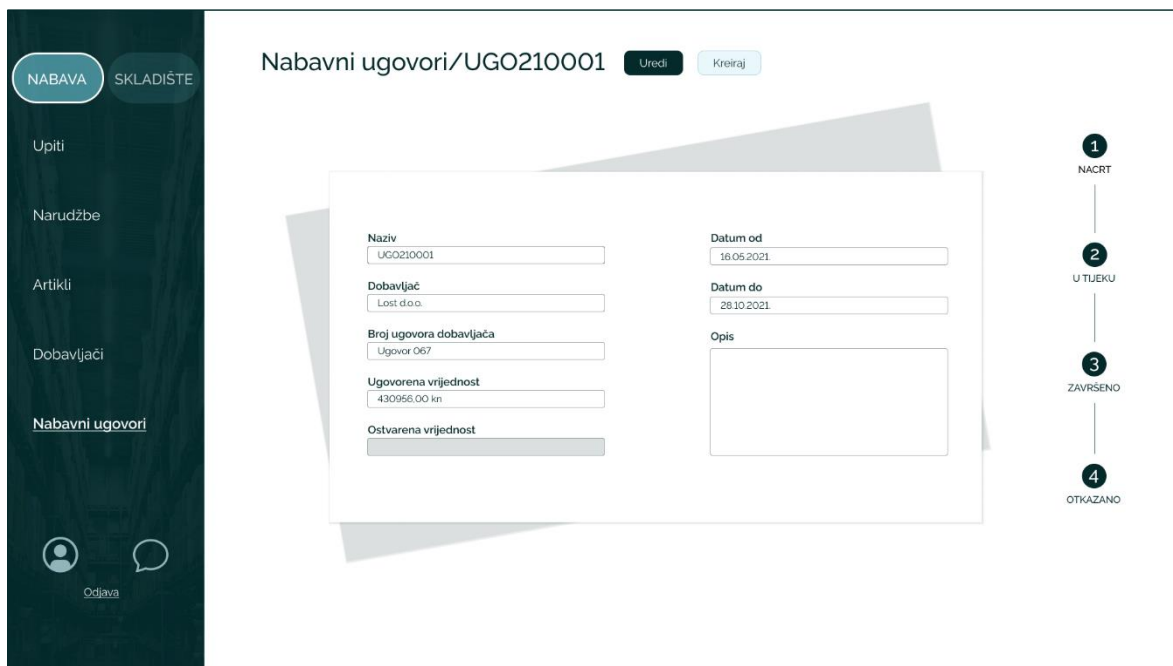 NABAVA
SKLADIŠTE
Upiti
Narudžbe
Artikli
Dobavljači
Nabavni ugovori
Odjava
Nabavni ugovori/UGO210001
Uredi
Kreiraj
Naziv
UGO210001
Dobavljač
Lost d.o.o.
Broj ugovora dobavljača
Ugovor 067
Ugovorena vrijednost
430956,00 kn
Ostvarena vrijednost
Datum od
16.05.2021.
Datum do
28.10.2021.
Opis
1
NACRT
2
U TIJEKU
3
ZAVRŠENO
4
OTKAZANO